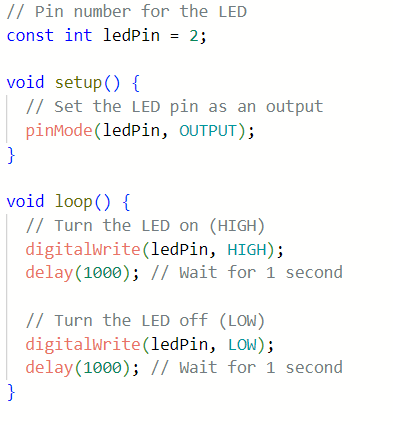 // Pin number for the LED
const int ledPin = 2;

void setup() {
  // Set the LED pin as an output
  pinMode(ledPin, OUTPUT);
}

void loop() {
  // Turn the LED on (HIGH)
  digitalWrite(ledPin, HIGH);
  delay(1000); // Wait for 1 second

  // Turn the LED off (LOW)
  digitalWrite(ledPin, LOW);
  delay(1000); // Wait for 1 second
}